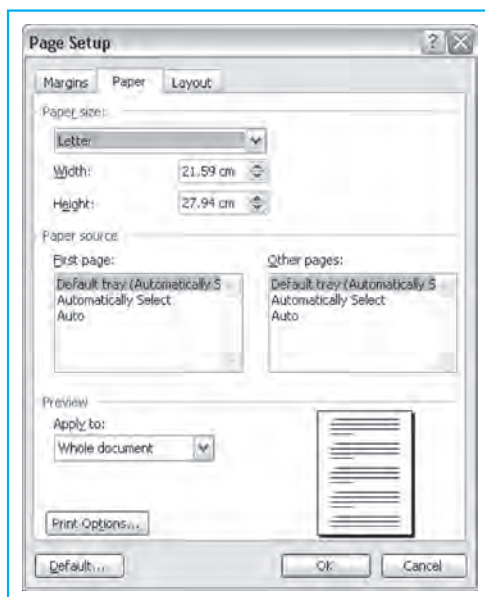 Page Setup
Margins Paper Layout
Paper size:
Letter
Width: 21.59 cm
Height: 27.94 cm
Paper source
First page: Other pages:
Default tray (Automatically S Default tray (Automatically S
Automatically Select Automatically Select
Auto Auto
Preview
Apply to:
Whole document
Print Options...
Default... OK Cancel